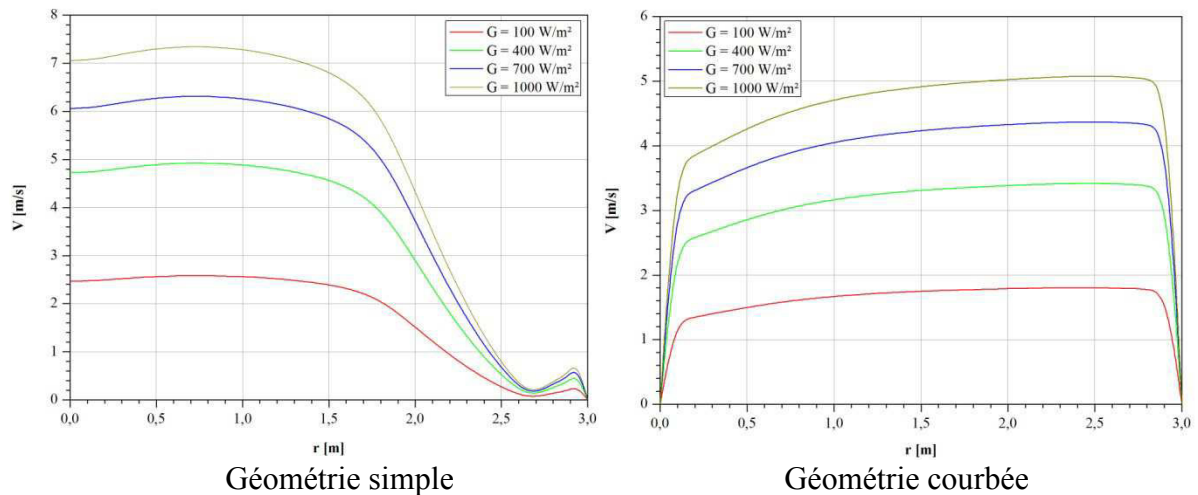 G = 100 W/m²
G = 400 W/m²
G = 700 W/m²
G = 1000 W/m²
8
7
6
5
4
3
2
1
0
V [m/s]
0,0 0,5 1,0 1,5 2,0 2,5 3,0
r [m]
Géométrie simple
G = 100 W/m²
G = 400 W/m²
G = 700 W/m²
G = 1000 W/m²
6
5
4
3
2
1
0
V [m/s]
0,0 0,5 1,0 1,5 2,0 2,5 3,0
r [m]
Géométrie courbée